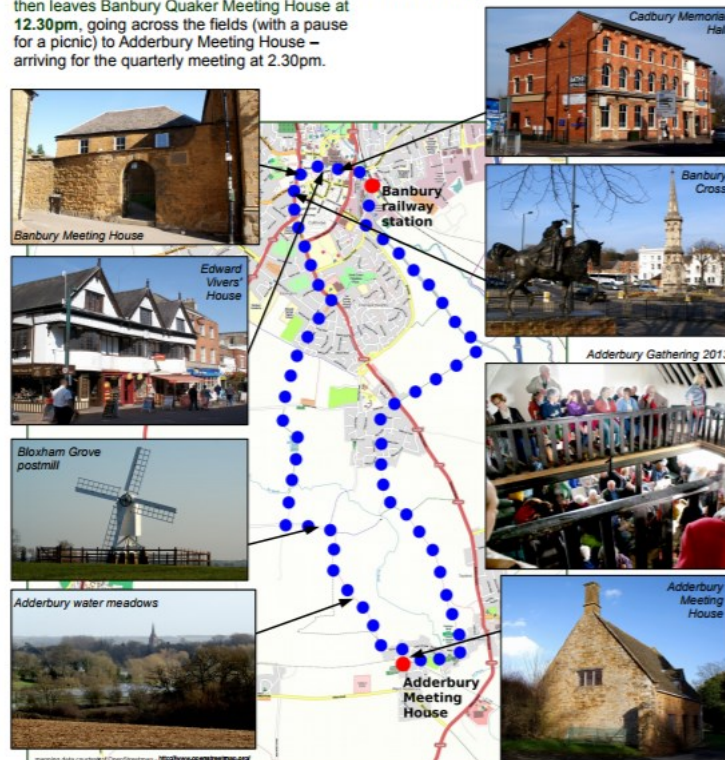 then leaves Banbury Quaker Meeting House at
12.30pm, going across the fields (with a pause
for a picnic) to Adderbury Meeting House –
arriving for the quarterly meeting at 2.30pm.
Cadbury Memorial
Hall
Banbury Meeting House
Banbury
railway
station
Banbury
Cross
Edward
Vivers'
House
Adderbury Gathering 2013
Bloxham Grove
postmill
Adderbury water meadows
Adderbury
Meeting
House
Adderbury
Meeting
House